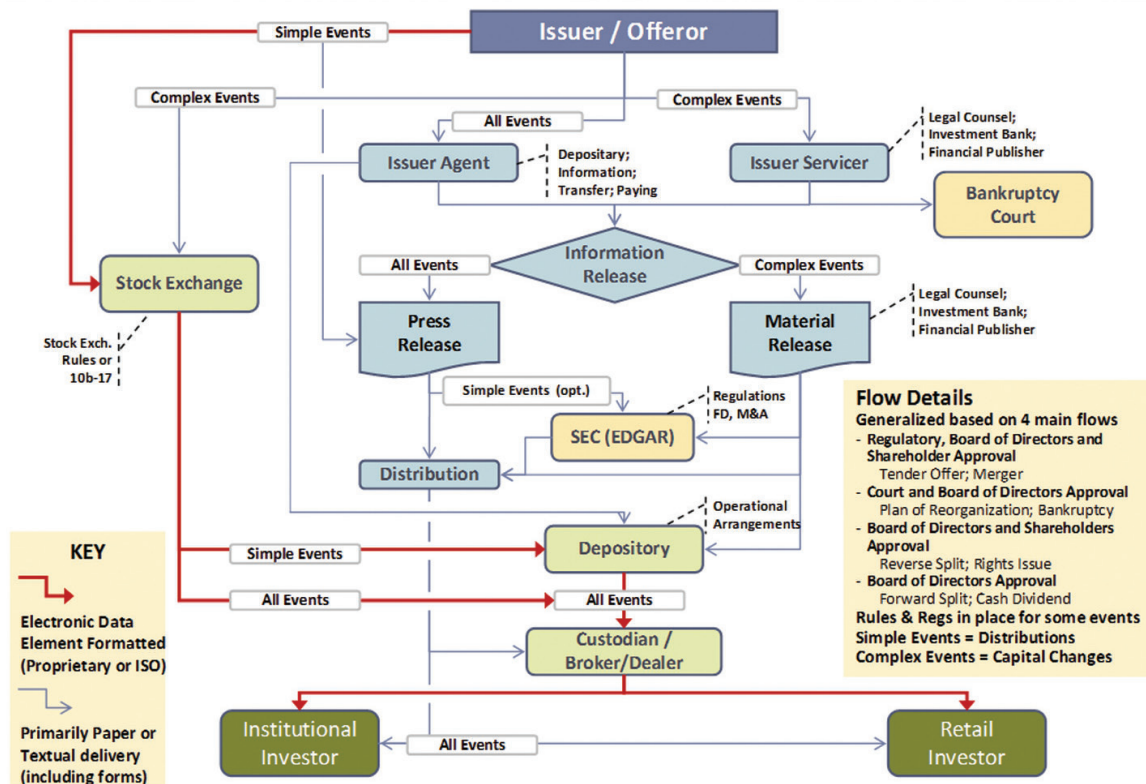 Issuer / Offeror
Simple Events
Complex Events
Complex Events
All Events
Legal Counsel;
Investment Bank;
Financial Publisher
Issuer Agent
Depositary;
Information;
Transfer; Paying
Issuer Servicer
Bankruptcy
Court
Information
Release
All Events
Complex Events
Stock Exchange
Press
Release
Material
Release
Legal Counsel;
Investment Bank;
Financial Publisher
Stock Exch.
Rules or
10b-17
Simple Events (opt.)
Regulations
FD, M&A
SEC (EDGAR)
Distribution
Operational
Arrangements
Depository
Simple Events
All Events
All Events
Custodian /
Broker/Dealer
Institutional
Investor
All Events
Retail
Investor
KEY
Electronic Data
Element Formatted
(Proprietary or ISO)
Primarily Paper or
Textual delivery
(including forms)
Flow Details
Generalized based on 4 main flows
- Regulatory, Board of Directors and
Shareholder Approval
Tender Offer; Merger
- Court and Board of Directors Approval
Plan of Reorganization; Bankruptcy
- Board of Directors and Shareholders
Approval
Reverse Split; Rights Issue
- Board of Directors Approval
Forward Split; Cash Dividend
Rules & Regs in place for some events
Simple Events = Distributions
Complex Events = Capital Changes